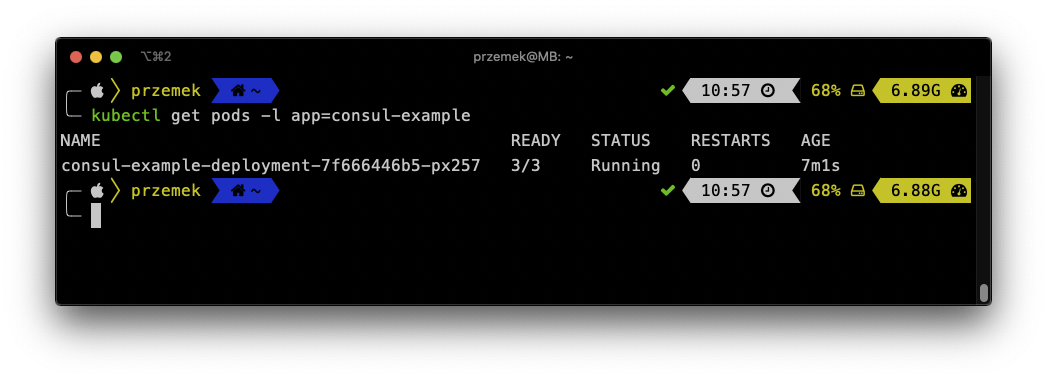 ⌥⌘2 przemek@MB: ~
przemek ~ ✔ 10:57 68% 6.89G
kubectl get pods -l app=consul-example
NAME READY STATUS RESTARTS AGE
consul-example-deployment-7f666446b5-px257 3/3 Running 0 7m1s
przemek ~ ✔ 10:57 68% 6.88G